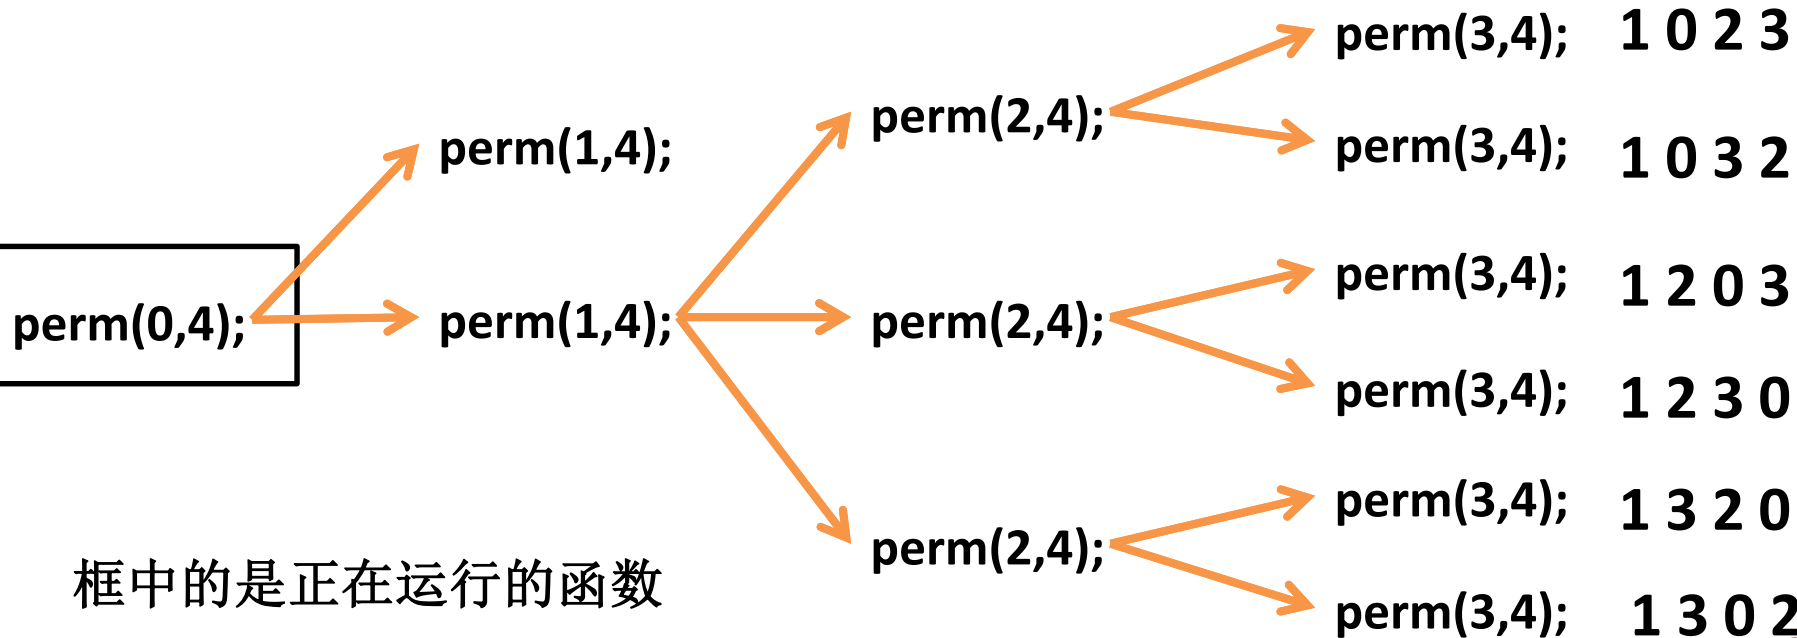 perm(3,4); 1 0 2 3
perm(2,4);
perm(1,4);
perm(3,4); 1 0 3 2
perm(3,4); 1 2 0 3
perm(0,4);
perm(1,4);
perm(2,4);
perm(3,4); 1 2 3 0
perm(3,4); 1 3 2 0
perm(2,4);
框中的是正在运行的函数
perm(3,4); 1 3 0 2